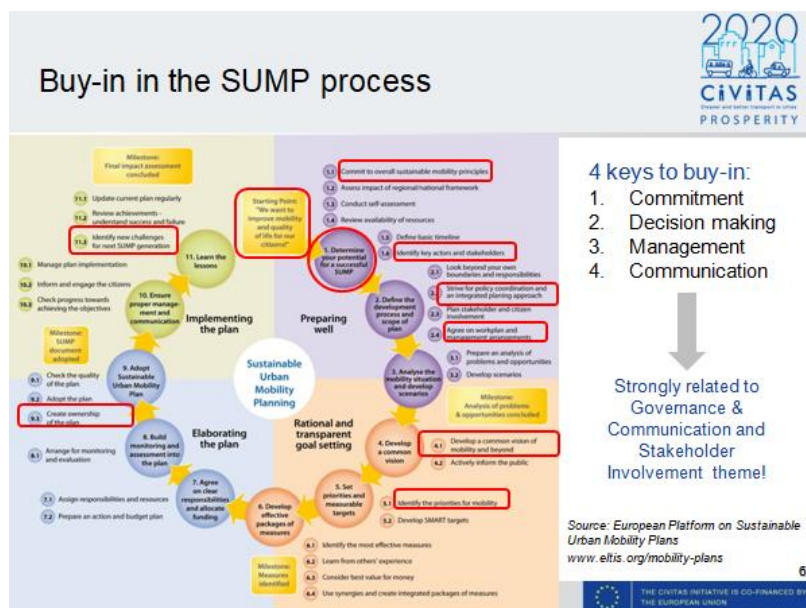 Buy-in in the SUMP process
2020
CiViTAS
Cleaner and better transport in cities
PROSPERITY
Milestone:
Final impact assessment
concluded
11.1 Update current plan regularly
11.2 Review achievements -
understand success and failure
11.3 Identify new challenges
for next SUMP generation
10.1 Manage plan implementation
10.2 Inform and engage the citizens
10.3 Check progress towards
achieving the objectives
11. Learn the
lessons
10. Ensure
proper manage-
ment and
communication
Implementing
the plan
Starting Point:
"We want to
improve mobility
and quality
of life for our
citizens!"
1.1 Commit to overall sustainable mobility principles
1.2 Assess impact of regional/national framework
1.3 Conduct self-assessment
1.4 Review availability of resources
1.5 Define basic timeline
1.6 Identify key actors and stakeholders
1. Determine
your potential
for a successful
SUMP
2.1 Look beyond your own
boundaries and responsibilities
2.2 Strive for policy coordination and
an integrated planning approach
2.3 Plan stakeholder and citizen
involvement
2.4 Agree on workplan and
management arrangements
2. Define the
development
process and
scope of
plan
Preparing
well
3.1 Prepare an analysis of
problems and opportunities
3.2 Develop scenarios
3. Analyse the
mobility situation
and develop
scenarios
Milestone:
SUMP
document
adopted
9.1 Check the quality
of the plan
9.2 Adopt the plan
9.3 Create ownership
of the plan
9. Adopt
Sustainable
Urban Mobility
Plan
Sustainable
Urban
Mobility
Planning
Milestone:
Analysis of problems
& opportunities concluded
Elaborating
the plan
Rational and
transparent
goal setting
8. Build
monitoring and
assessment into
the plan
8.1 Arrange for monitoring
and evaluation
4. Develop
a common
vision
Develop a common vision of
mobility and beyond
Actively inform the public
7.1 Assign responsibilities and resources
7.2 Prepare an action and budget plan
7. Agree
on clear
responsibilities
and allocate
funding
6. Develop
effective
packages of
measures
5. Set
priorities and
measurable
targets
5.1 Identify the priorities for mobility
5.2 Develop SMART targets
Milestone:
Measures
identified
6.1 Identify the most effective measures
6.2 Learn from others' experience
6.3 Consider best value for money
6.4 Use synergies and create integrated packages of measures
4 keys to buy-in:
1. Commitment
2. Decision making
3. Management
4. Communication
Strongly related to
Governance &
Communication and
Stakeholder
Involvement theme!
Source: European Platform on Sustainable
Urban Mobility Plans
www.eltis.org/mobility-plans
6
THE CIVITAS INITIATIVE IS CO-FINANCED BY
THE EUROPEAN UNION